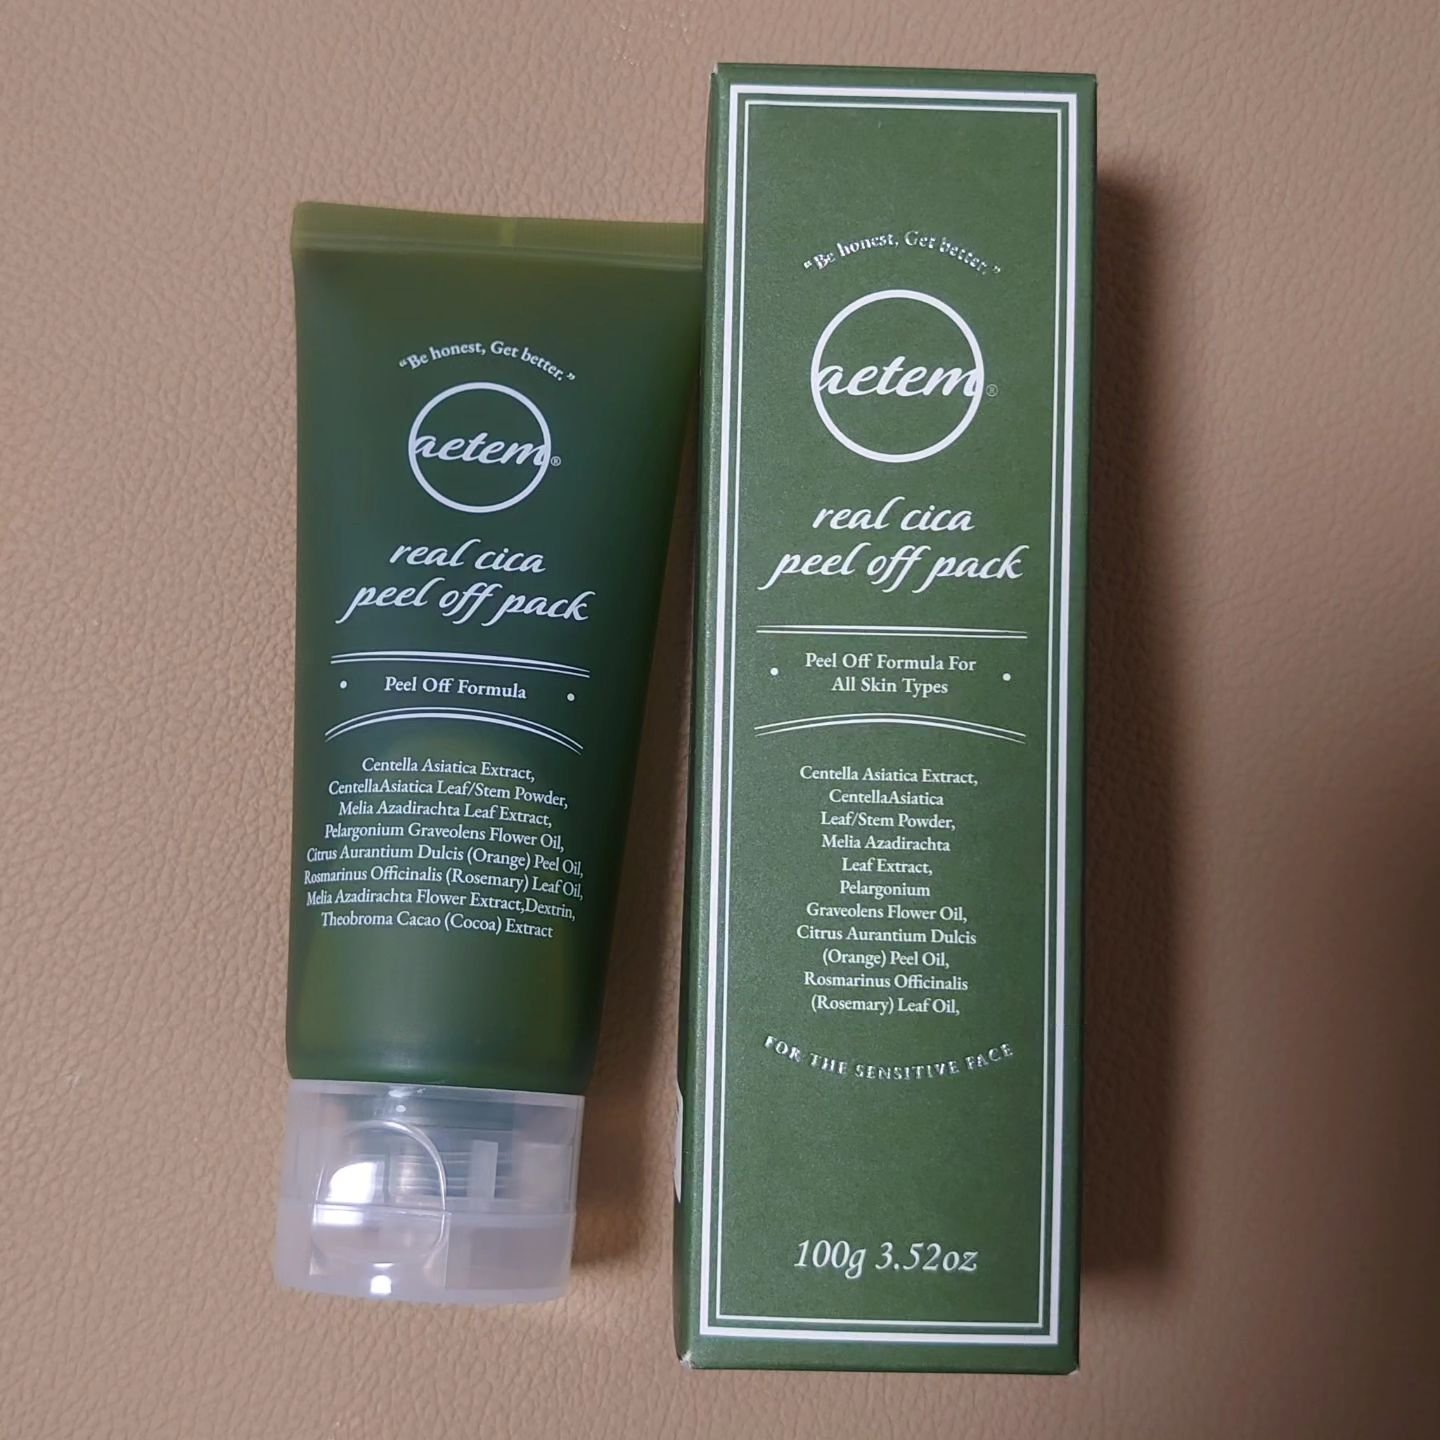 “Be honest, Get better.”
aetem®
real cica
peel off pack
Peel Off Formula
Centella Asiatica Extract,
CentellaAsiatica Leaf/Stem Powder,
Melia Azadirachta Leaf Extract,
Pelargonium Graveolens Flower Oil,
Citrus Aurantium Dulcis (Orange) Peel Oil,
Rosmarinus Officinalis (Rosemary) Leaf Oil,
Melia Azadirachta Flower Extract,Dextrin,
Theobroma Cacao (Cocoa) Extract
“Be honest, Get better.”
aetem®
real cica
peel off pack
Peel Off Formula For
All Skin Types
Centella Asiatica Extract,
CentellaAsiatica
Leaf/Stem Powder,
Melia Azadirachta
Leaf Extract,
Pelargonium
Graveolens Flower Oil,
Citrus Aurantium Dulcis
(Orange) Peel Oil,
Rosmarinus Officinalis
(Rosemary) Leaf Oil,
FOR THE SENSITIVE FACE
100g 3.52oz